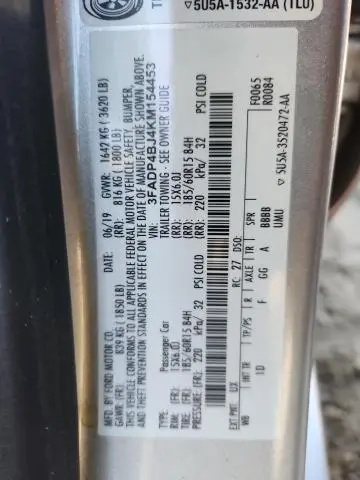 5U5A-1532-AA (TLU)
MFD. BY FORD MOTOR CO.
DATE: 06/19 GVWR: 1642 KG ( 3620 LB)
GAWR: (FR): 839 KG ( 1850 LB) (RR): 816 KG ( 1800 LB)
THIS VEHICLE CONFORMS TO ALL APPLICABLE FEDERAL MOTOR VEHICLE SAFETY, BUMPER,
AND THEFT PREVENTION STANDARDS IN EFFECT ON THE DATE OF MANUFACTURE SHOWN ABOVE.
VIN: 3FADP4BJ4KM154453
TYPE: Passenger Car TRAILER TOWING - SEE OWNER GUIDE
RIM: (FR) 15X6.0J (RR): 15X6.0J
TIRE: (FR) 185/60R15 84H (RR): 185/60R15 84H
PRESSURE: (FR) 220 kPa/ 32 PSI COLD (RR): 220 kPa/ 32 PSI COLD
F0065
R0084
EXT PNT: UX RC: 27 DSO:
WB INT TR TP/PS R AXLE TR SPR
ID F GG A BBBB
UMU
5U5A-3520472-AA